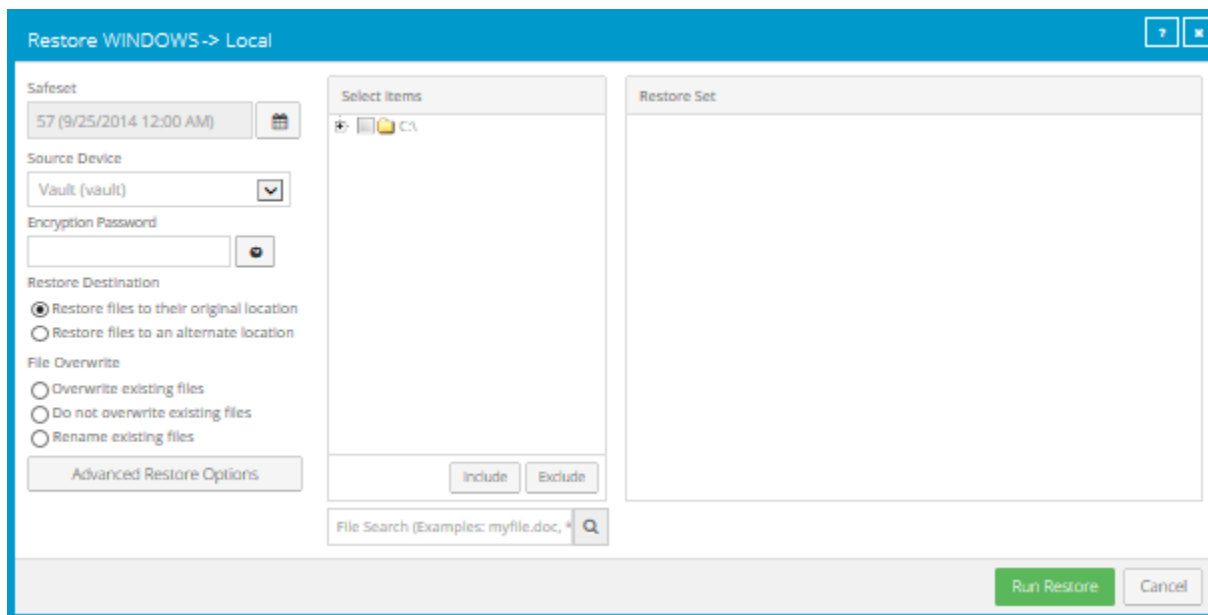 Restore WINDOWS -> Local
?
Safeset
57 (9/25/2014 12:00 AM)
Source Device
Vault (vault)
Encryption Password
Restore Destination
Restore files to their original location
Restore files to an alternate location
File Overwrite
Overwrite existing files
Do not overwrite existing files
Rename existing files
Advanced Restore Options
Select Items
C:\
Include
Exclude
File Search (Examples: myfile.doc, *
Restore Set
Run Restore
Cancel